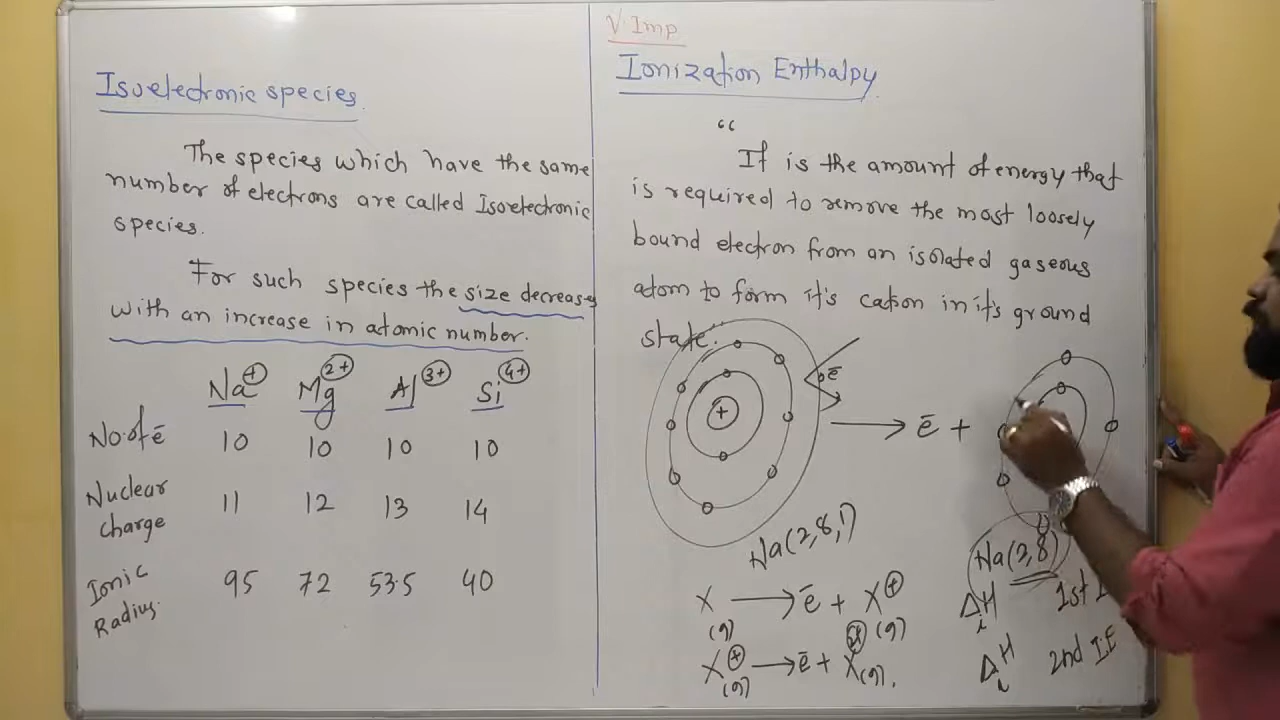 Isoelectronic species.
The species which have the same
number of electrons are called Isoelectronic
species.
For such species the size decreases
with an increase in atomic number.
Na⁺ Mg²⁺ Al³⁺ Si⁴⁺
No. of ē 10 10 10 10
Nuclear charge 11 12 13 14
Ionic Radius. 95 72 53.5 40
V. Imp
Ionization Enthalpy
“
It is the amount of energy that
is required to remove the most loosely
bound electron from an isolated gaseous
atom to form it's cation in it's ground
state.”
+ ē ⟶ ē +
Na(2,8,1) Na(2,8)
X(g) ⟶ ē + X⁺(g) ΔᵢH 1st I
X⁺(g) ⟶ ē + X²⁺(g). ΔᵢH 2nd IE